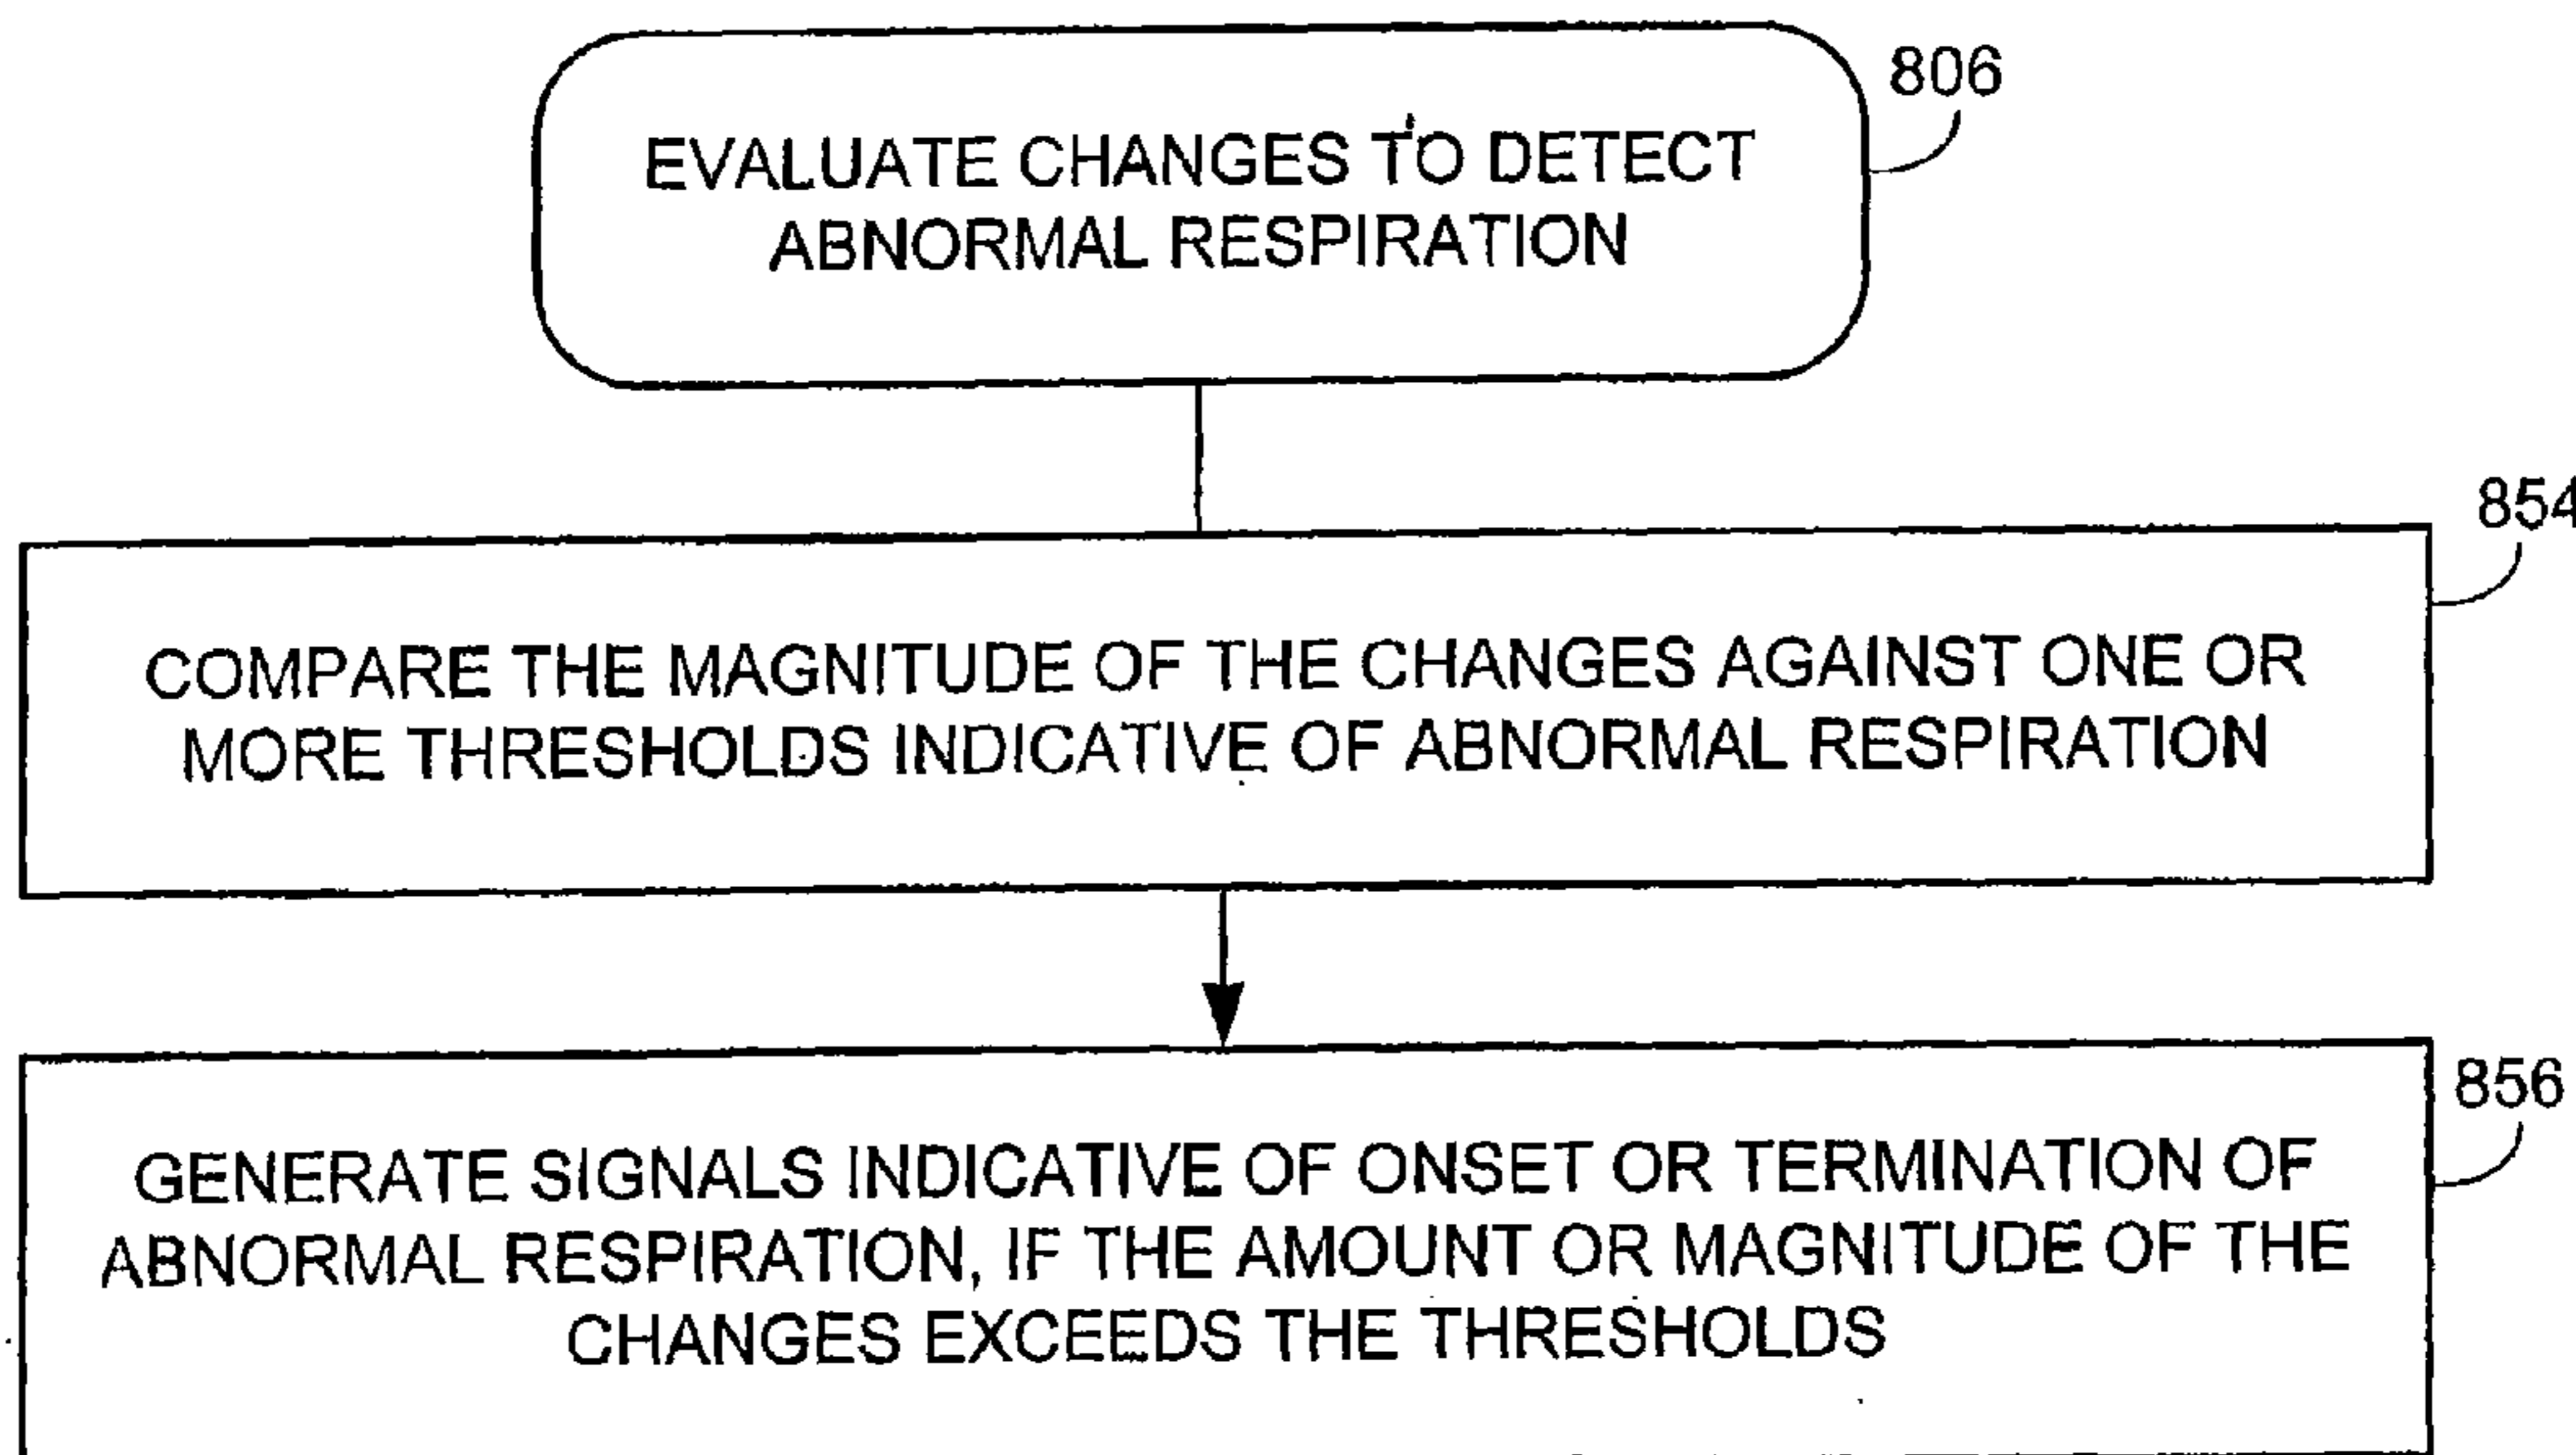 806
EVALUATE CHANGES TO DETECT
ABNORMAL RESPIRATION
854
COMPARE THE MAGNITUDE OF THE CHANGES AGAINST ONE OR
MORE THRESHOLDS INDICATIVE OF ABNORMAL RESPIRATION
856
GENERATE SIGNALS INDICATIVE OF ONSET OR TERMINATION OF
ABNORMAL RESPIRATION, IF THE AMOUNT OR MAGNITUDE OF THE
CHANGES EXCEEDS THE THRESHOLDS